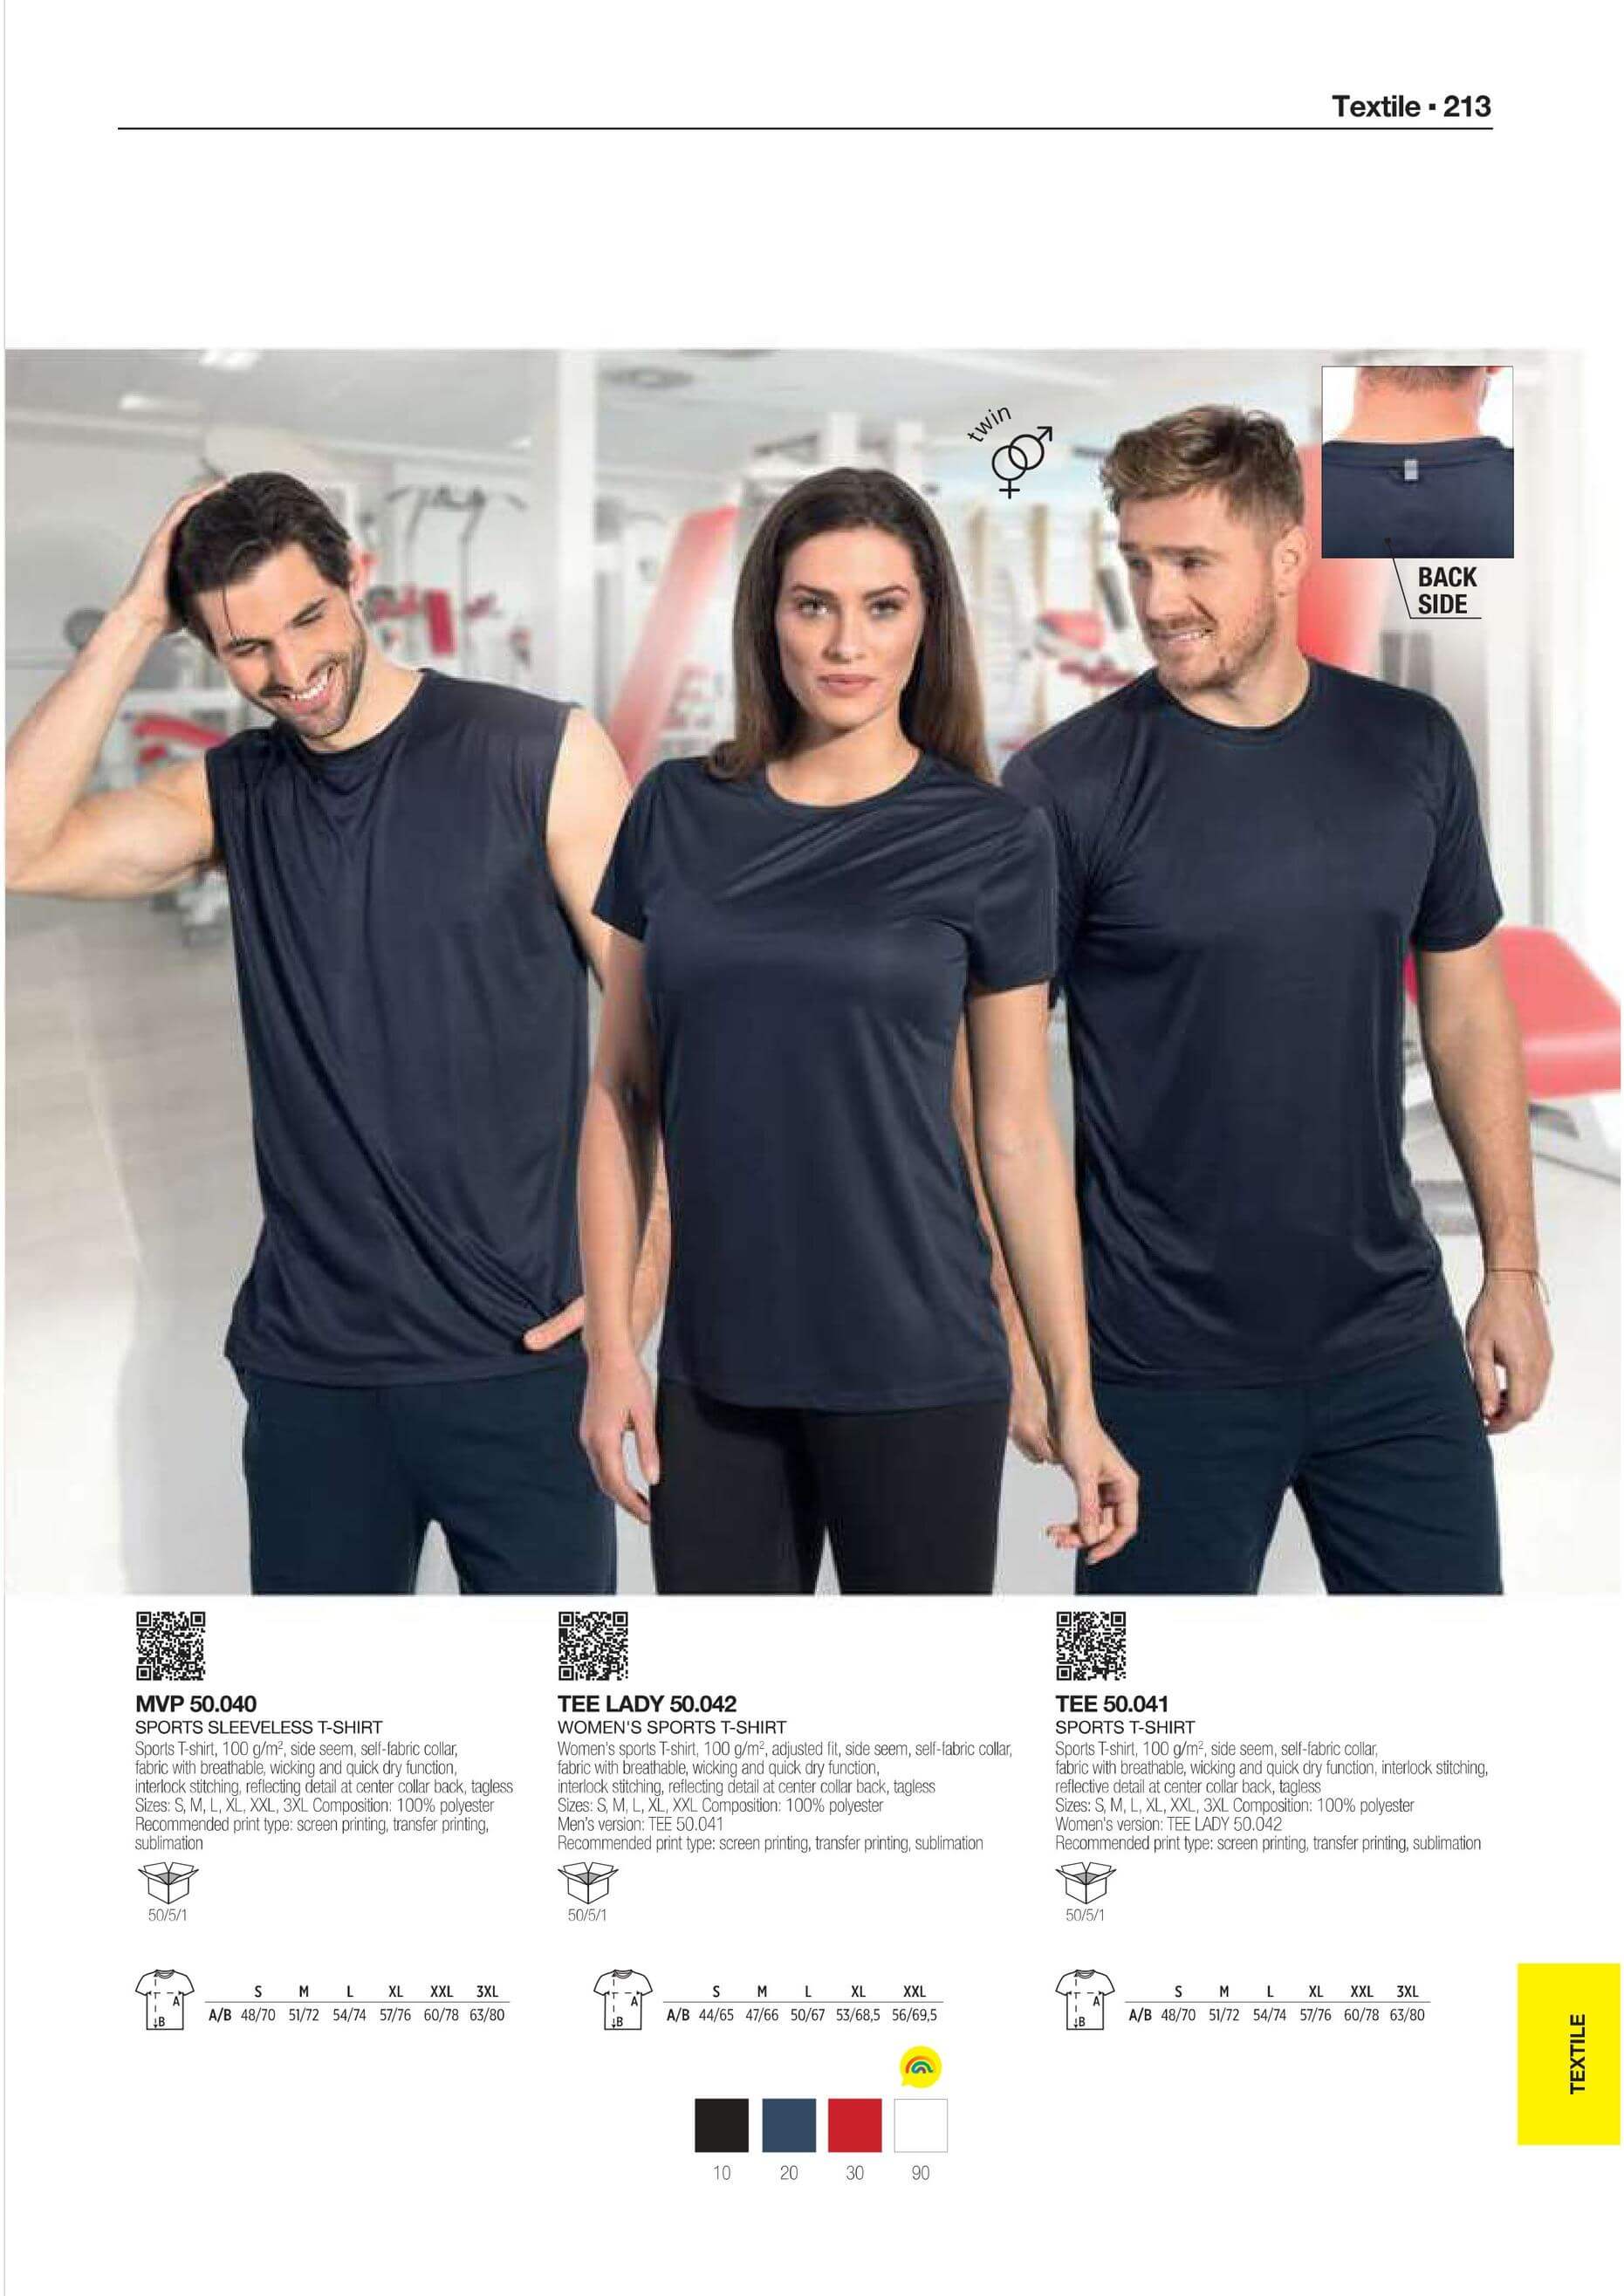 Textile ▪ 213
twin
BACK
SIDE
MVP 50.040
SPORTS SLEEVELESS T-SHIRT
Sports T-shirt, 100 g/m², side seem, self-fabric collar,
fabric with breathable, wicking and quick dry function,
interlock stitching, reflecting detail at center collar back, tagless
Sizes: S, M, L, XL, XXL, 3XL Composition: 100% polyester
Recommended print type: screen printing, transfer printing,
sublimation
50/5/1
A
B
S M L XL XXL 3XL
A/B 48/70 51/72 54/74 57/76 60/78 63/80
TEE LADY 50.042
WOMEN'S SPORTS T-SHIRT
Women's sports T-shirt, 100 g/m², adjusted fit, side seem, self-fabric collar,
fabric with breathable, wicking and quick dry function,
interlock stitching, reflecting detail at center collar back, tagless
Sizes: S, M, L, XL, XXL Composition: 100% polyester
Men's version: TEE 50.041
Recommended print type: screen printing, transfer printing, sublimation
50/5/1
A
B
S M L XL XXL
A/B 44/65 47/66 50/67 53/68,5 56/69,5
TEE 50.041
SPORTS T-SHIRT
Sports T-shirt, 100 g/m², side seem, self-fabric collar,
fabric with breathable, wicking and quick dry function, interlock stitching,
reflective detail at center collar back, tagless
Sizes: S, M, L, XL, XXL, 3XL Composition: 100% polyester
Women's version: TEE LADY 50.042
Recommended print type: screen printing, transfer printing, sublimation
50/5/1
A
B
S M L XL XXL 3XL
A/B 48/70 51/72 54/74 57/76 60/78 63/80
10 20 30 90
TEXTILE